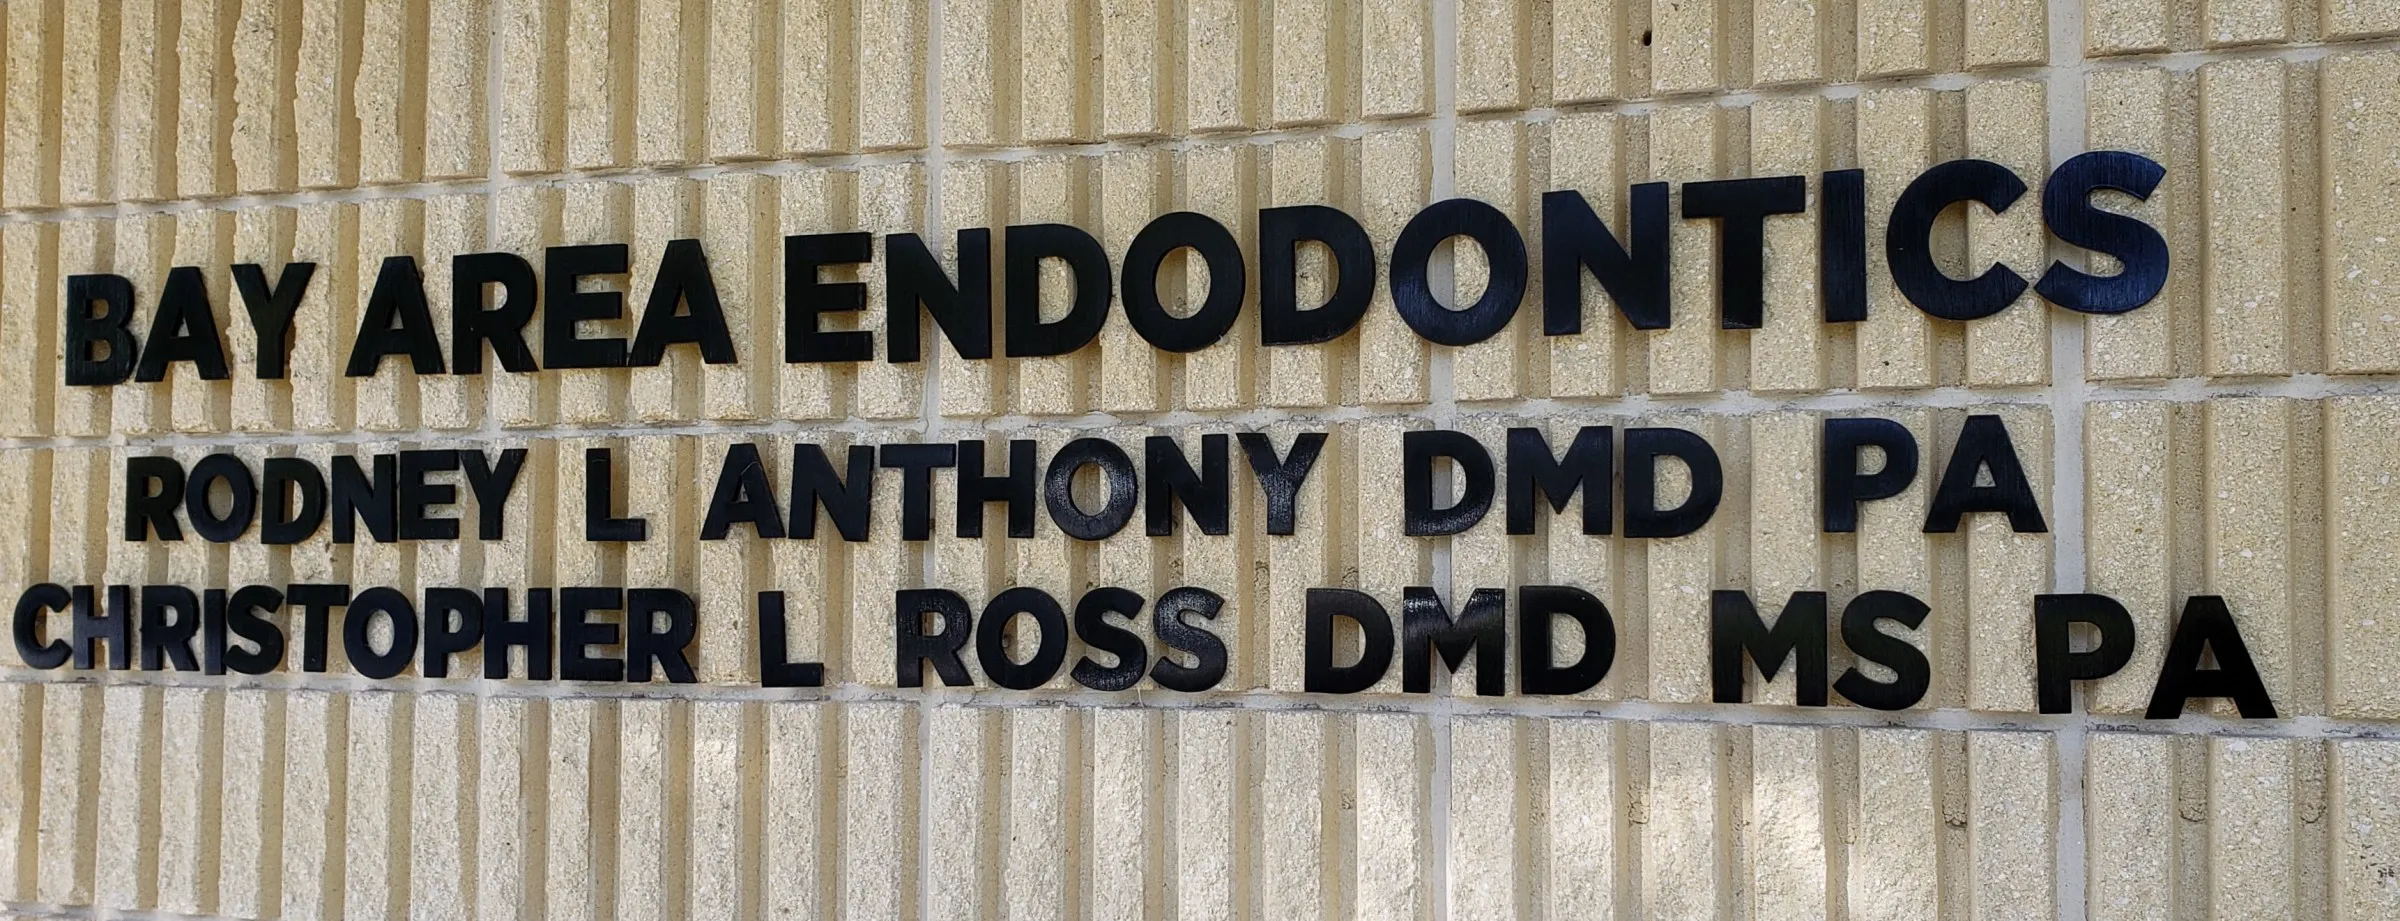 BAY AREA ENDODONTICS
RODNEY L ANTHONY DMD PA
CHRISTOPHER L ROSS DMD MS PA